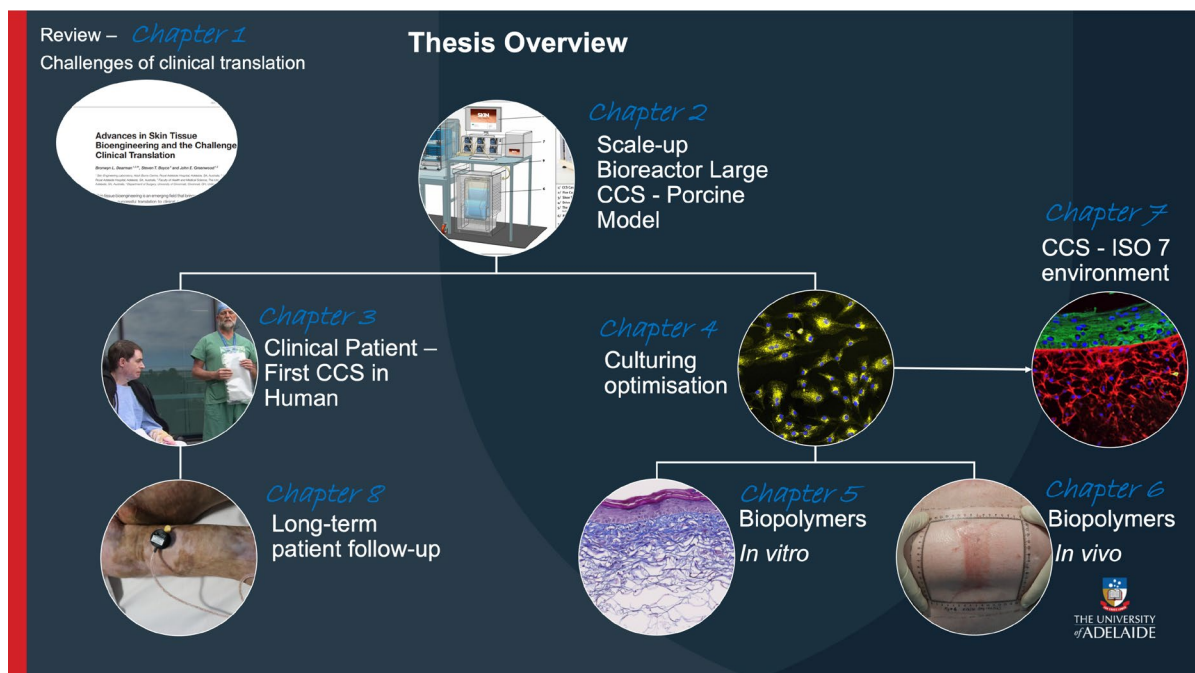 Thesis Overview
Review – Chapter 1
Challenges of clinical translation
Advances in Skin Tissue
Bioengineering and the Challenge
Clinical Translation
Chapter 2
Scale-up
Bioreactor Large
CCS - Porcine
Model
SKIN
Chapter 3
Clinical Patient –
First CCS in
Human
Chapter 4
Culturing
optimisation
Chapter 7
CCS - ISO 7
environment
Chapter 8
Long-term
patient follow-up
Chapter 5
Biopolymers
In vitro
Chapter 6
Biopolymers
In vivo
THE UNIVERSITY
of ADELAIDE